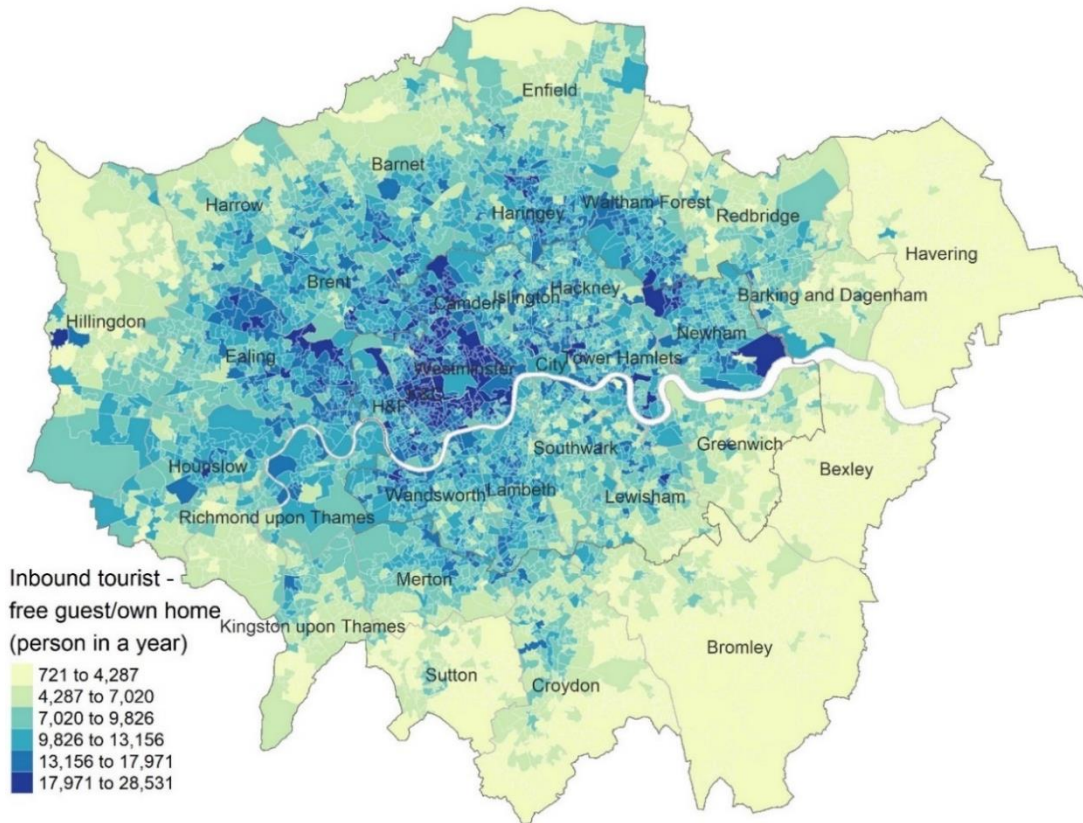 Enfield
Barnet
Harrow
Haringey
Waltham Forest
Redbridge
Havering
Brent
Camden
Islington
Hackney
Barking and Dagenham
Hillingdon
Newham
Ealing
Westminster
City
Tower Hamlets
H&F
Southwark
Greenwich
Hounslow
Bexley
Wandsworth
Lambeth
Lewisham
Richmond upon Thames
Merton
Kingston upon Thames
Bromley
Sutton
Croydon
Inbound tourist -
free guest/own home
(person in a year)
721 to 4,287
4,287 to 7,020
7,020 to 9,826
9,826 to 13,156
13,156 to 17,971
17,971 to 28,531